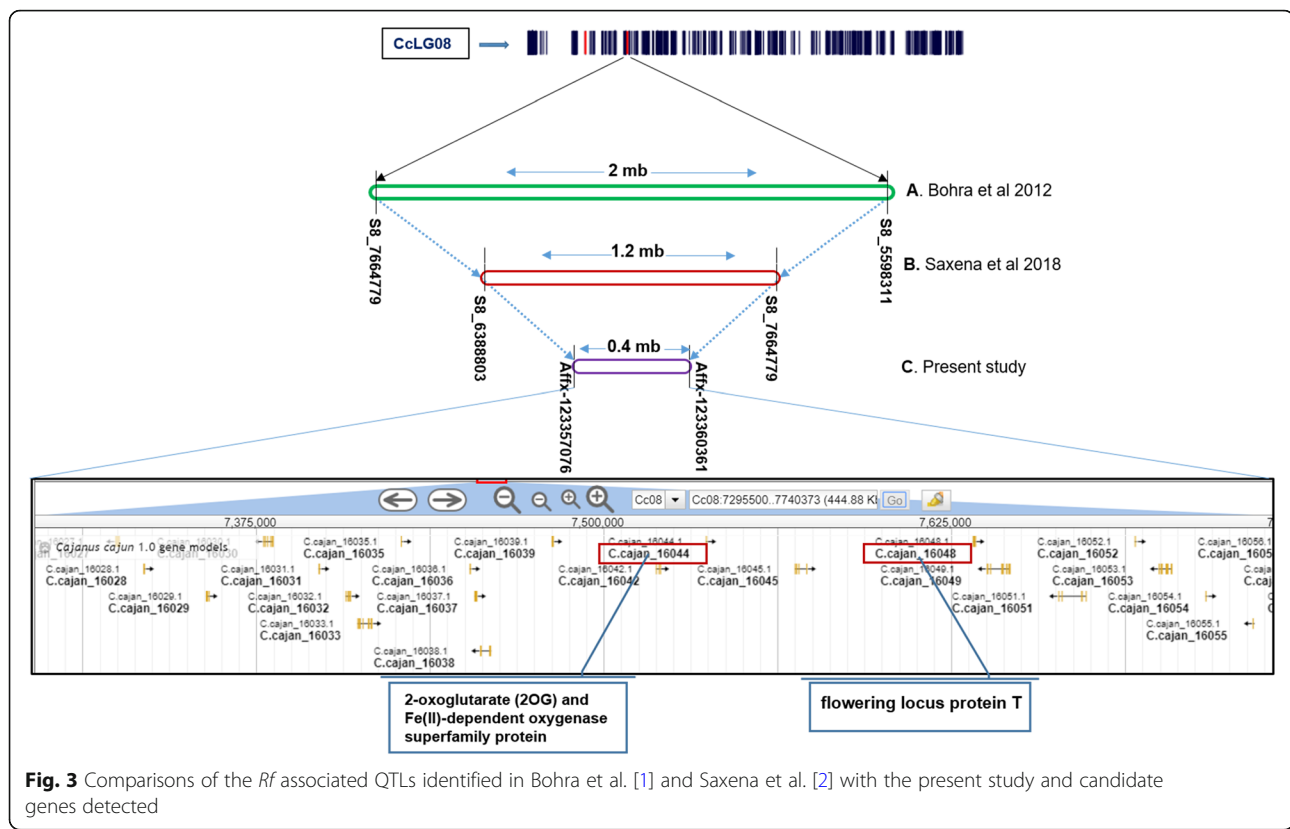 CcLG08
2 mb
A. Bohra et al 2012
S8_7664779
S8_5598311
1.2 mb
B. Saxena et al 2018
S8_6388803
S8_7664779
0.4 mb
C. Present study
Affx-123357076
Affx-123360361
Cc08
Cc08:7295500..7740373 (444.88 Kb
Go
7,375,000
7,500,000
7,625,000
7
Cajanus cajun 1.0 gene models
C.cajan_16030.1
C.cajan_16030
C.cajan_16035.1
C.cajan_16035
C.cajan_16039.1
C.cajan_16039
C.cajan_16044.1
C.cajan_16044
C.cajan_16048.1
C.cajan_16048
C.cajan_16052.1
C.cajan_16052
C.cajan_16056.1
C.cajan_1605
C.cajan_16028.1
C.cajan_16028
C.cajan_16031.1
C.cajan_16031
C.cajan_16036.1
C.cajan_16036
C.cajan_16042.1
C.cajan_16042
C.cajan_16045.1
C.cajan_16045
C.cajan_16049.1
C.cajan_16049
C.cajan_16053.1
C.cajan_16053
C.cajan_16029.1
C.cajan_16029
C.cajan_16032.1
C.cajan_16032
C.cajan_16037.1
C.cajan_16037
C.cajan_16051.1
C.cajan_16051
C.cajan_16054.1
C.cajan_16054
C.cajan_16033.1
C.cajan_16033
C.cajan_16055.1
C.cajan_16055
C.cajan_16038.1
C.cajan_16038
2-oxoglutarate (2OG) and
Fe(II)-dependent oxygenase
superfamily protein
flowering locus protein T
Fig. 3 Comparisons of the Rf associated QTLs identified in Bohra et al. [1] and Saxena et al. [2] with the present study and candidate
genes detected